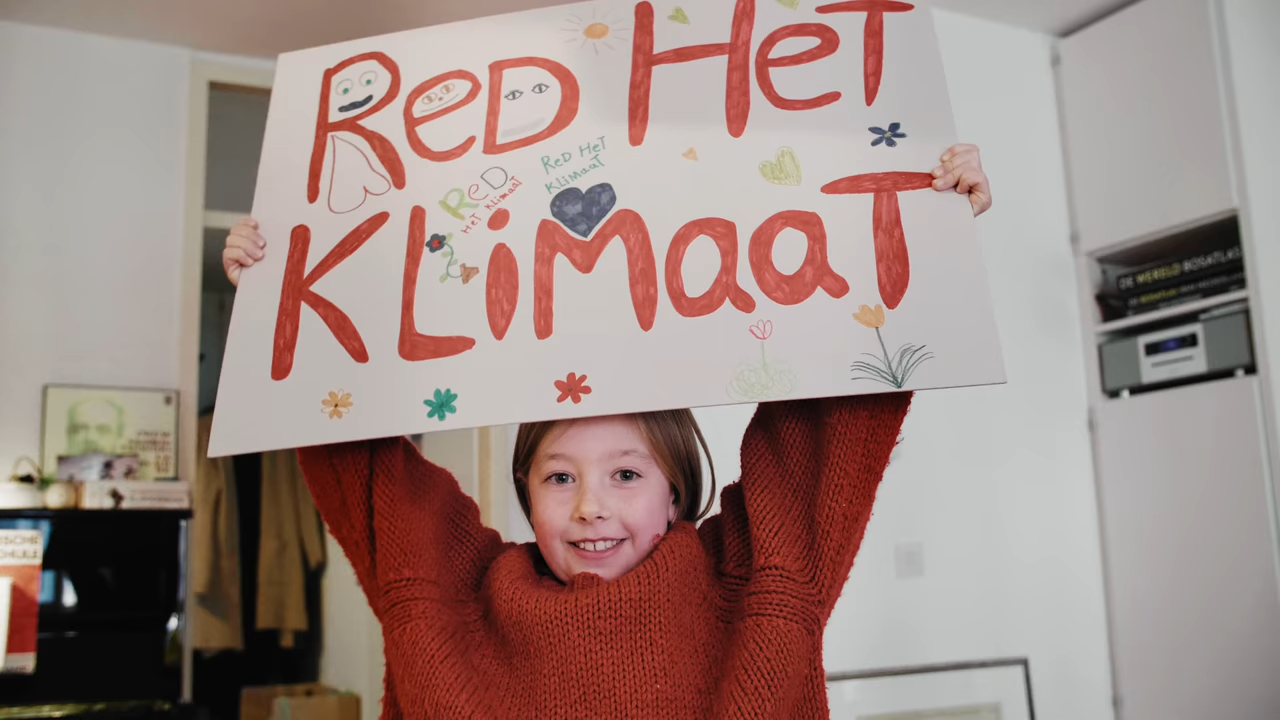 Red Het
Klimaat
Red Het
Klimaat
Red
Het Klimaat
DE WERELD BOSATLAS